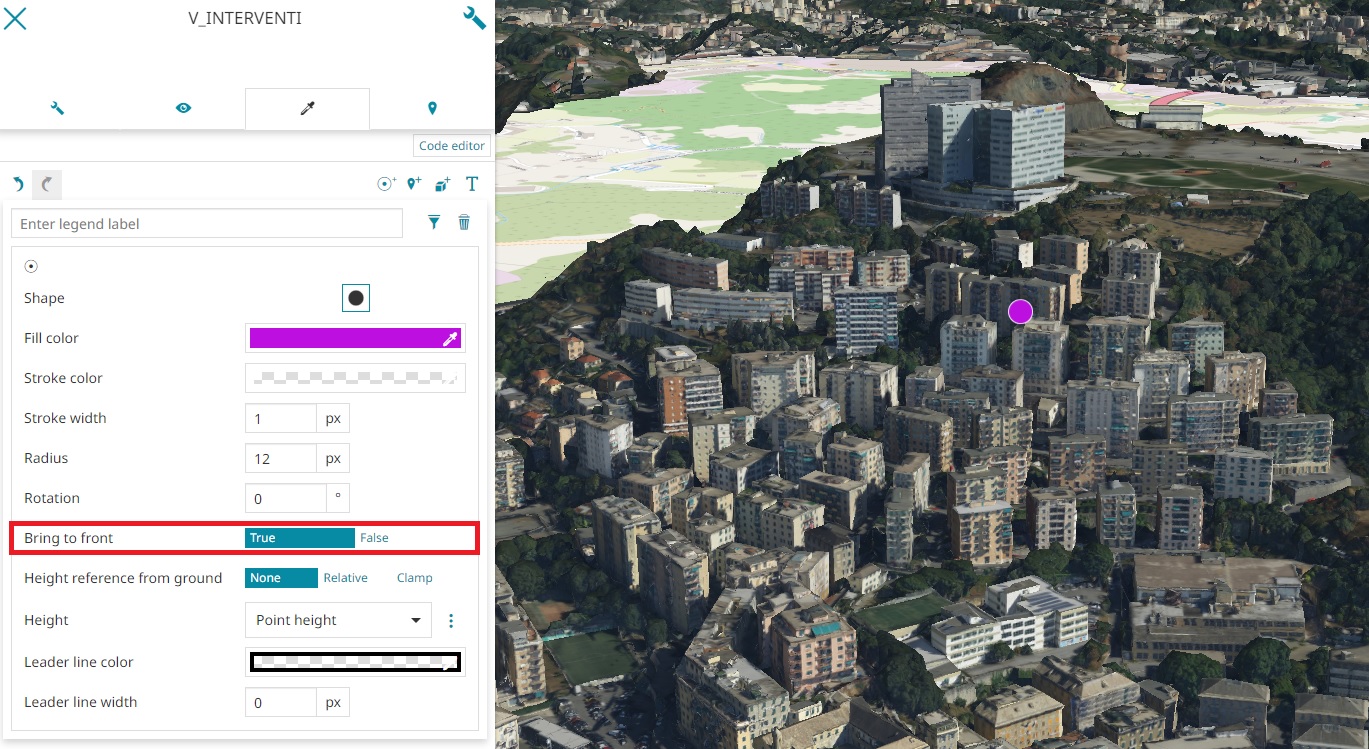 V_INTERVENTI
Code editor
T
Enter legend label
Shape
Fill color
Stroke color
Stroke width 1 px
Radius 12 px
Rotation 0 °
Bring to front True False
Height reference from ground None Relative Clamp
Height Point height
Leader line color
Leader line width 0 px